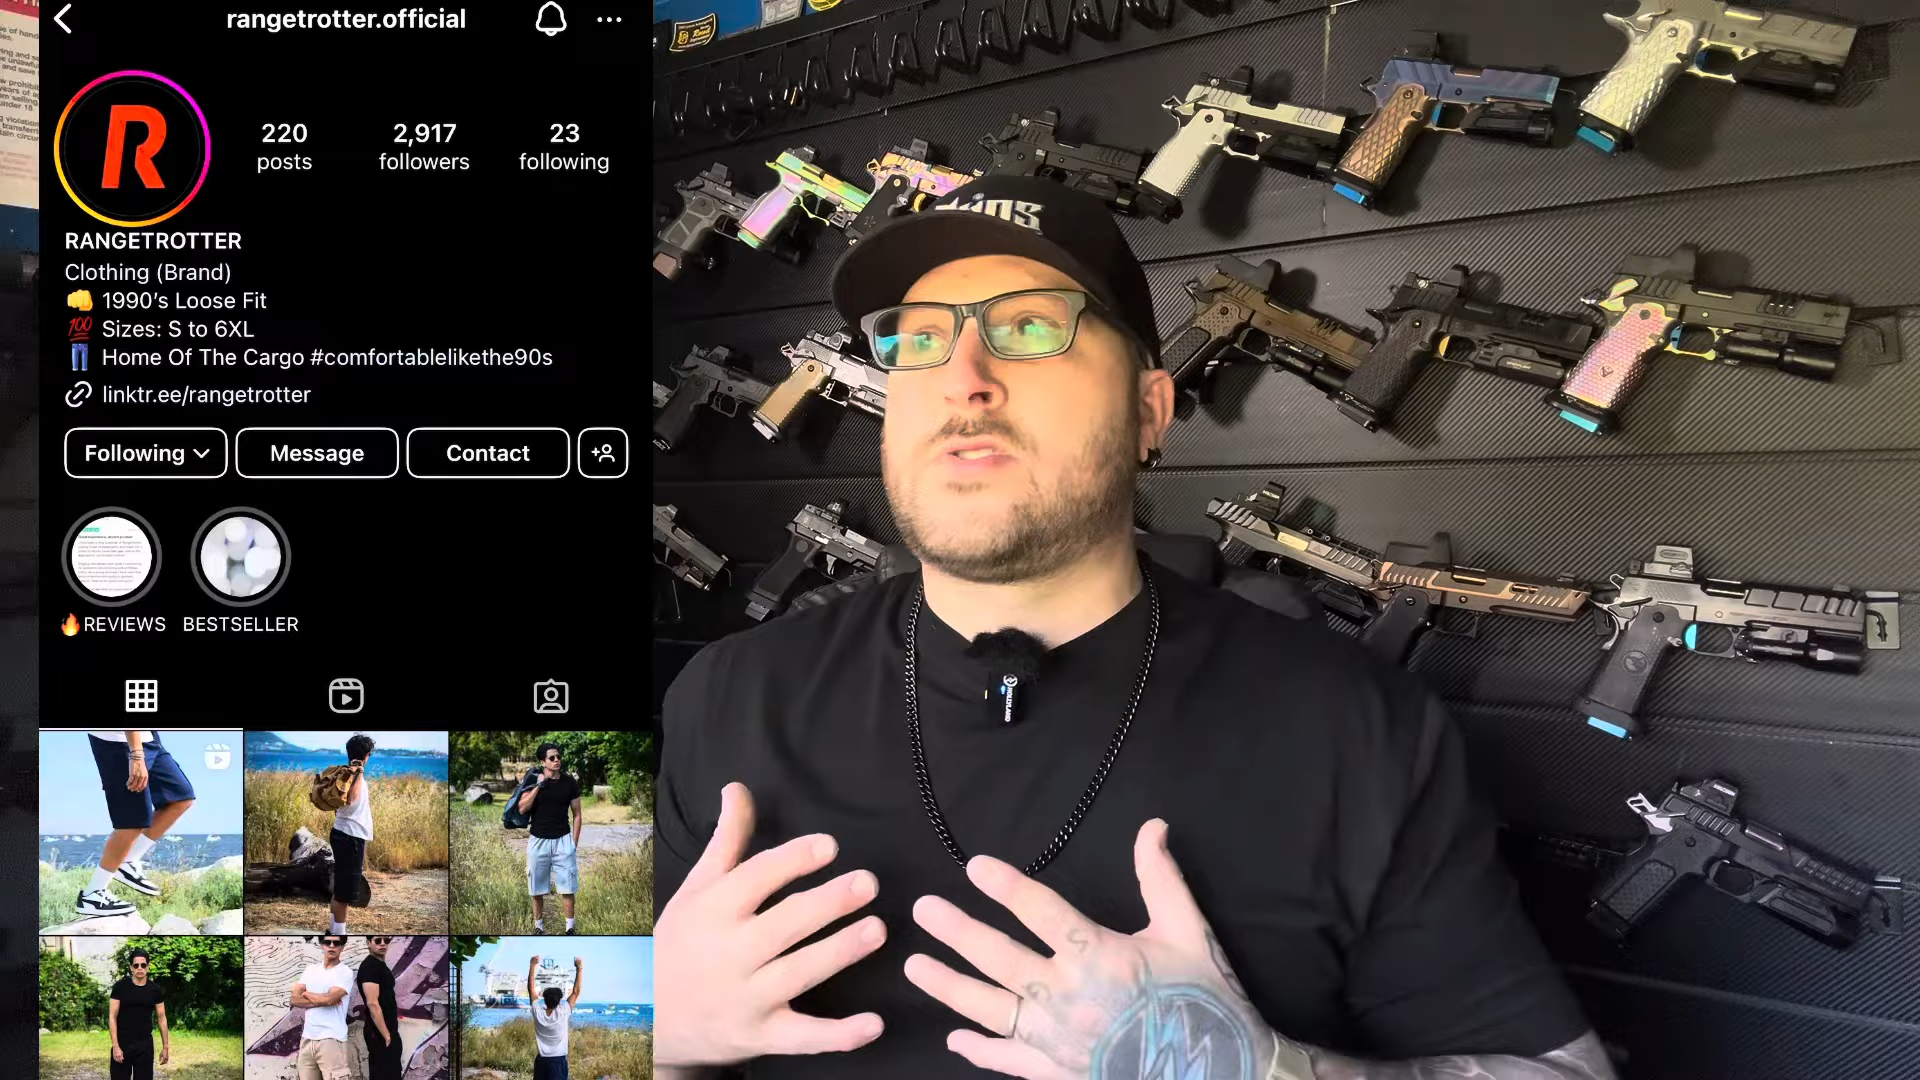 rangetrotter.official
220
posts
2,917
followers
23
following
RANGETROTTER
Clothing (Brand)
👊 1990's Loose Fit
💯 Sizes: S to 6XL
👖 Home Of The Cargo #comfortablelikethe90s
linktr.ee/rangetrotter
Following
Message
Contact
🔥REVIEWS
BESTSELLER
R
HOLLYLAND